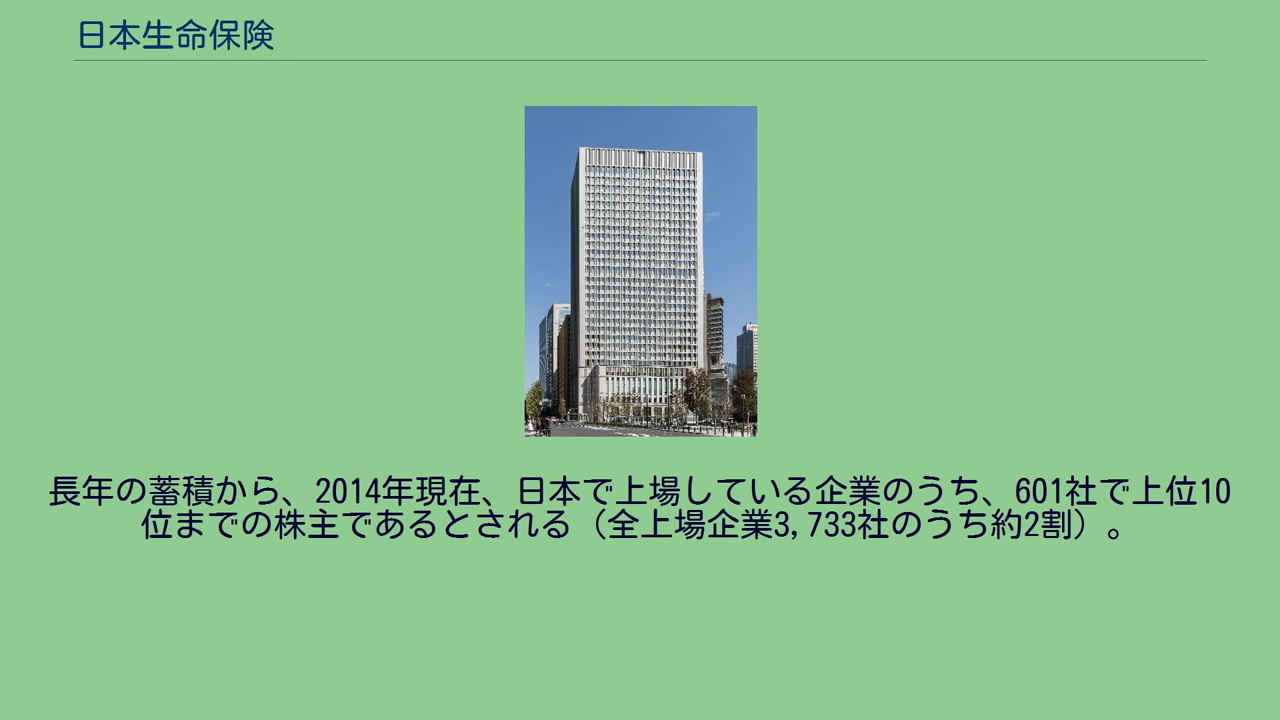 日本生命保険
長年の蓄積から、2014年現在、日本で上場している企業のうち、601社で上位10
位までの株主であるとされる（全上場企業3,733社のうち約2割）。